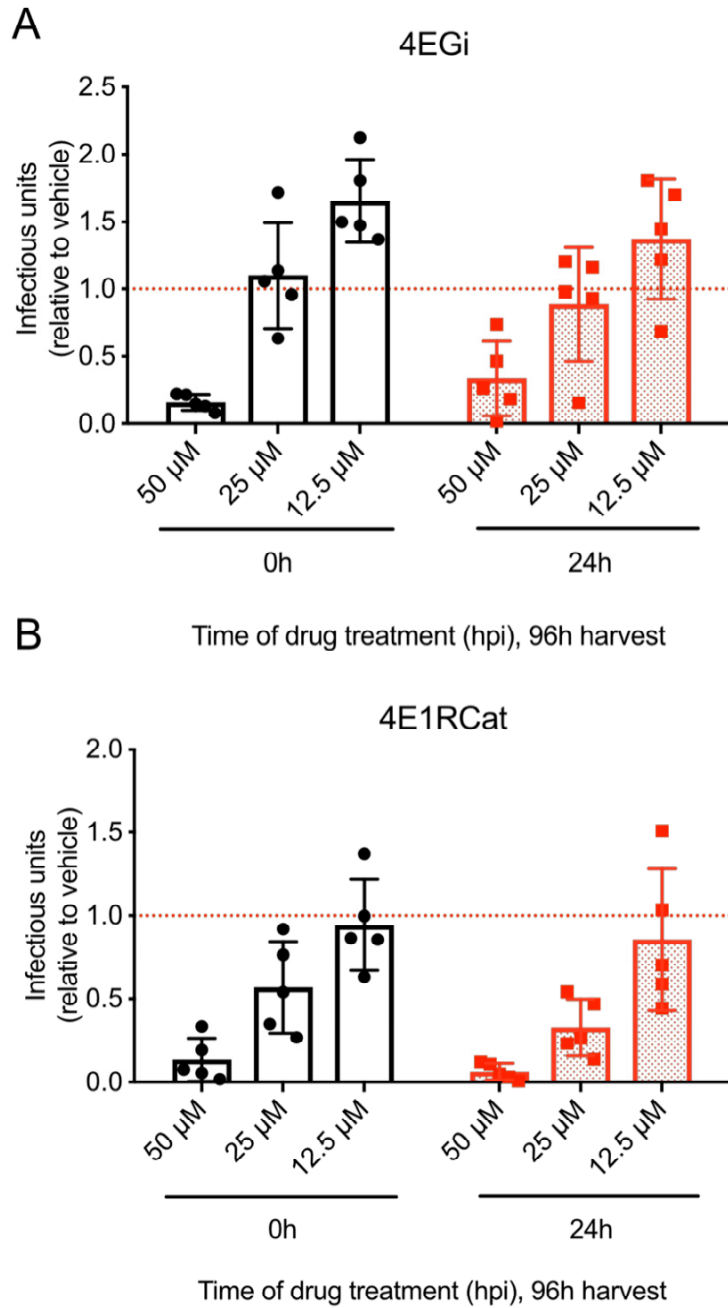 A
4EGi
Infectious units
(relative to vehicle)
2.5
2.0
1.5
1.0
0.5
0.0
50 µM
25 µM
12.5 µM
50 µM
25 µM
12.5 µM
0h
24h
Time of drug treatment (hpi), 96h harvest
B
4E1RCat
Infectious units
(relative to vehicle)
2.0
1.5
1.0
0.5
0.0
50 µM
25 µM
12.5 µM
50 µM
25 µM
12.5 µM
0h
24h
Time of drug treatment (hpi), 96h harvest